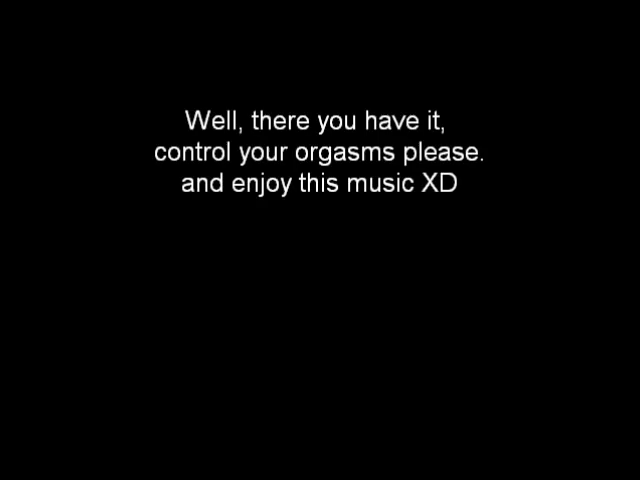 Well, there you have it,
control your orgasms please.
and enjoy this music XD